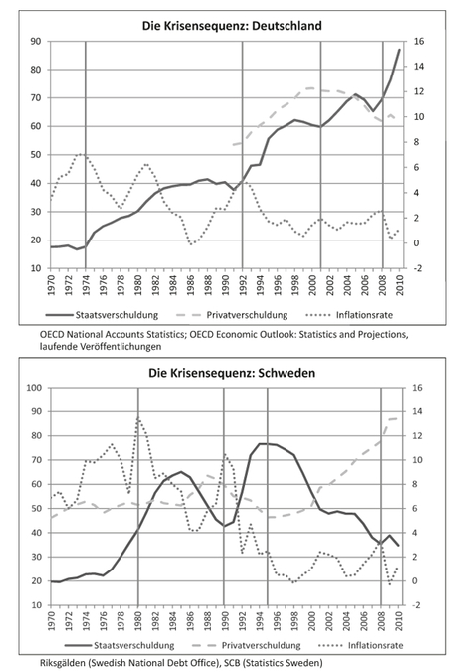 Die Krisensequenz: Deutschland
90 16
80 14
70 12
60 10
50 8
6
40 4
30 2
20 0
10 -2
1970 1972 1974 1976 1978 1980 1982 1984 1986 1988 1990 1992 1994 1996 1998 2000 2002 2004 2006 2008 2010
Staatsverschuldung Privatverschuldung Inflationsrate
OECD National Accounts Statistics; OECD Economic Outlook: Statistics and Projections,
laufende Veröffentlichungen
Die Krisensequenz: Schweden
100 16
90 14
80 12
70 10
60 8
50 6
40 4
30 2
20 0
10 -2
1970 1972 1974 1976 1978 1980 1982 1984 1986 1988 1990 1992 1994 1996 1998 2000 2002 2004 2006 2008 2010
Staatsverschuldung Privatverschuldung Inflationsrate
Riksgälden (Swedish National Debt Office), SCB (Statistics Sweden)